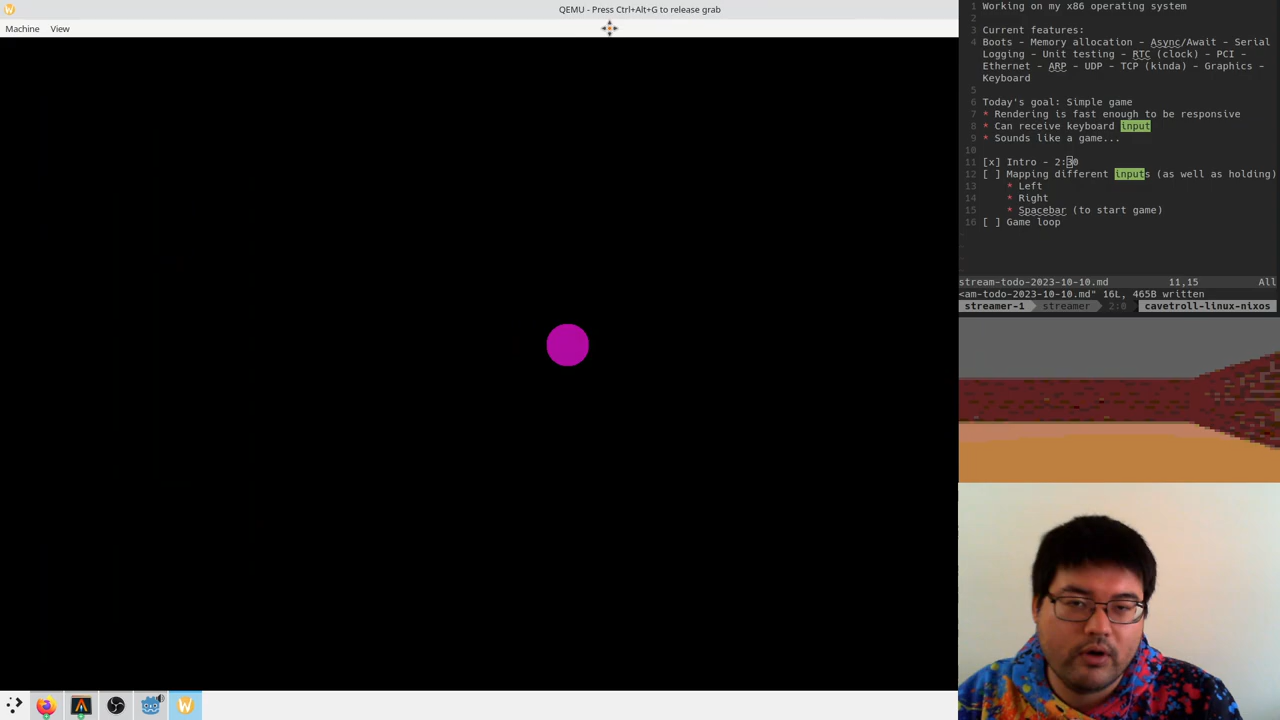 QEMU - Press Ctrl+Alt+G to release grab
Machine View
1 Working on my x86 operating system
2
3 Current features:
4 Boots - Memory allocation - Async/Await - Serial
Logging - Unit testing - RTC (clock) - PCI -
Ethernet - ARP - UDP - TCP (kinda) - Graphics -
Keyboard
5
6 Today's goal: Simple game
7 * Rendering is fast enough to be responsive
8 * Can receive keyboard input
9 * Sounds like a game...
10
11 [x] Intro - 2:30
12 [ ] Mapping different inputs (as well as holding)
13 * Left
14 * Right
15 * Spacebar (to start game)
16 [ ] Game loop
~
~
~
stream-todo-2023-10-10.md 11,15 All
<am-todo-2023-10-10.md" 16L, 465B written
streamer-1 streamer 2:0 cavetroll-linux-nixos